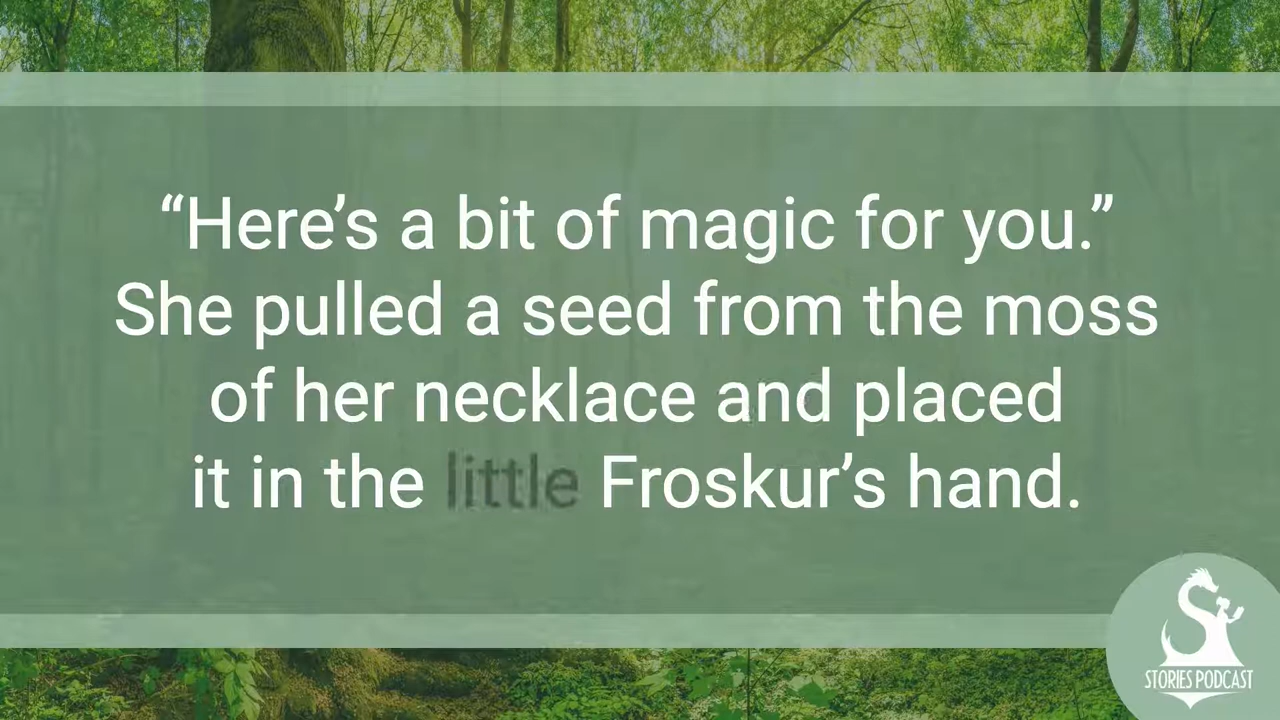 “Here’s a bit of magic for you.”
She pulled a seed from the moss
of her necklace and placed
it in the little Froskur’s hand.
STORIES PODCAST